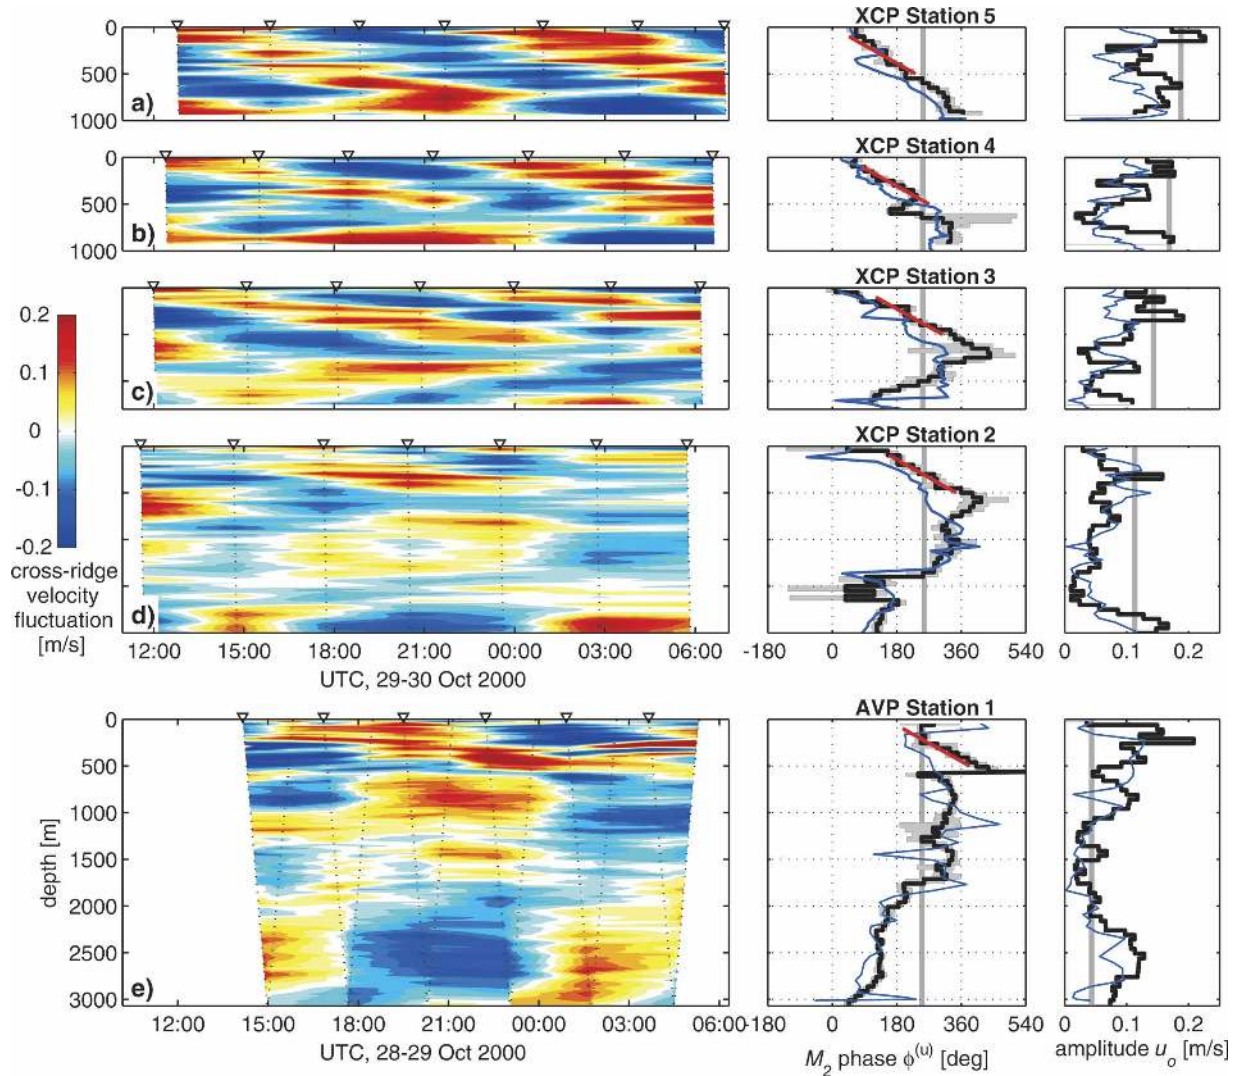 XCP Station 5
0
500
1000
a)
XCP Station 4
0
500
1000
b)
XCP Station 3
c)
0.2
0.1
0
-0.1
-0.2
cross-ridge
velocity
fluctuation
[m/s]
XCP Station 2
d)
12:00 15:00 18:00 21:00 00:00 03:00 06:00
-180 0 180 360 540
0 0.1 0.2
UTC, 29-30 Oct 2000
AVP Station 1
0
500
1000
1500
2000
2500
3000
depth [m]
e)
12:00 15:00 18:00 21:00 00:00 03:00 06:00
-180 0 180 360 540
0 0.1 0.2
UTC, 28-29 Oct 2000
M₂ phase ϕ⁽ᵘ⁾ [deg]
amplitude uₒ [m/s]